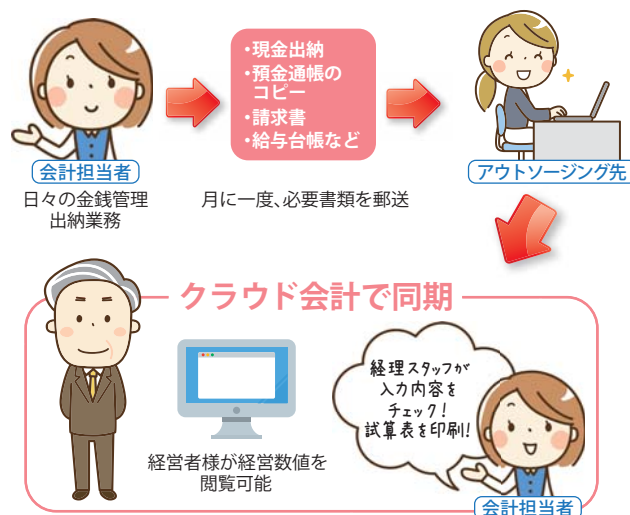 ・現金出納
・預金通帳の
コピー
・請求書
・給与台帳など
会計担当者
日々の金銭管理
出納業務
月に一度、必要書類を郵送
アウトソージング先
クラウド会計で同期
経理スタッフが
入力内容を
チェック！
試算表を印刷！
経営者様が経営数値を
閲覧可能
会計担当者